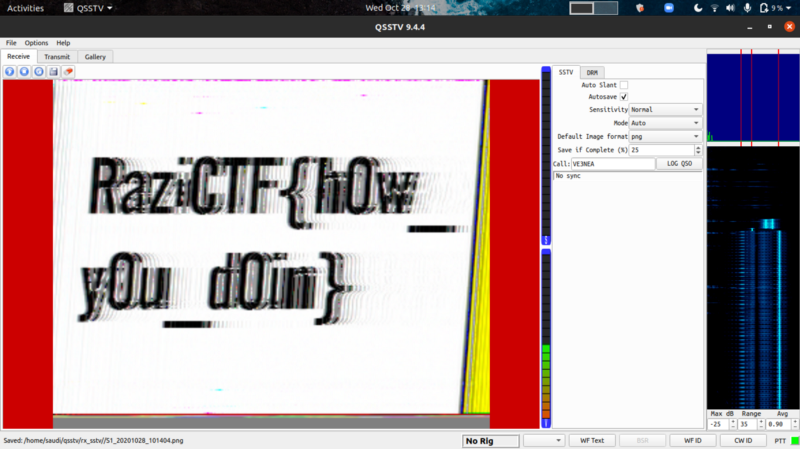 Activities QSSTV Wed Oct 28 13:14 9 %
QSSTV 9.4.4
File Options Help
Receive Transmit Gallery
SSTV DRM
Auto Slant
Autosave
Sensitivity Normal
Mode Auto
Default Image format png
Save if Complete (%) 25
Call: VE3NEA LOG QSO
No sync
RaziCTF{h0w_
y0u_d0in}
Max dB Range Avg
-25 35 0.90
Saved: /home/saudi/qsstv/rx_sstv//S1_20201028_101404.png No Rig WF Text BSR WF ID CW ID PTT